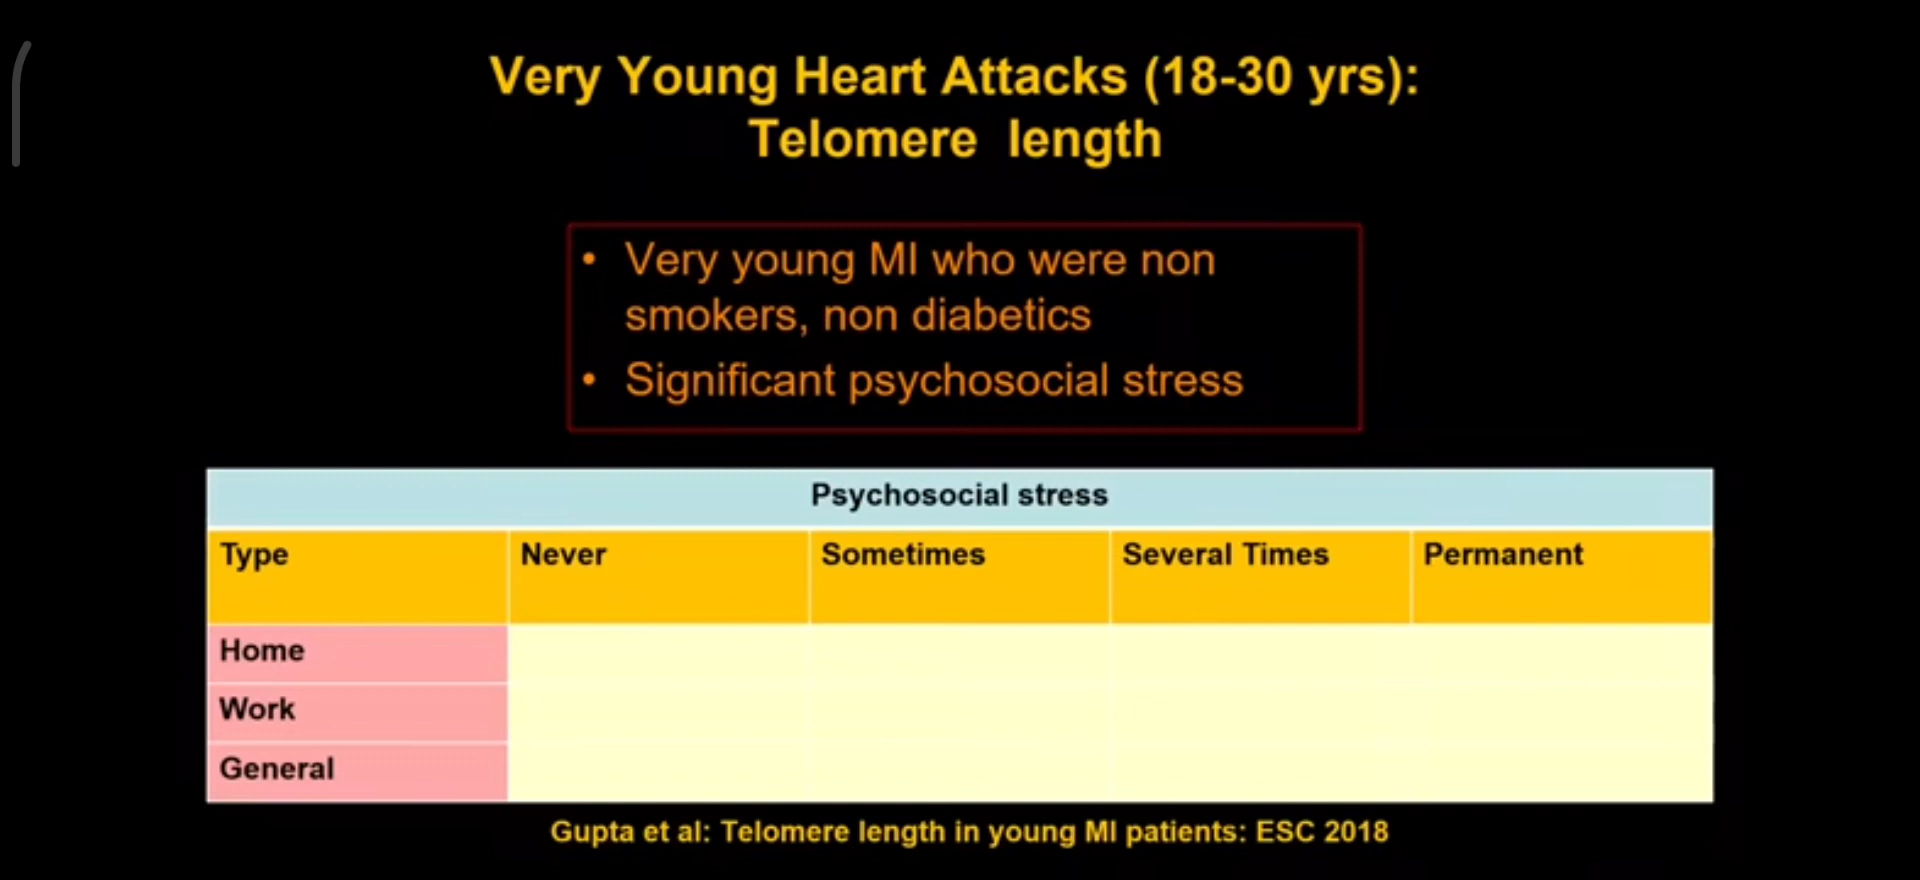 Very Young Heart Attacks (18-30 yrs):
Telomere length
• Very young MI who were non
smokers, non diabetics
• Significant psychosocial stress
Psychosocial stress
Type Never Sometimes Several Times Permanent
Home
Work
General
Gupta et al: Telomere length in young MI patients: ESC 2018